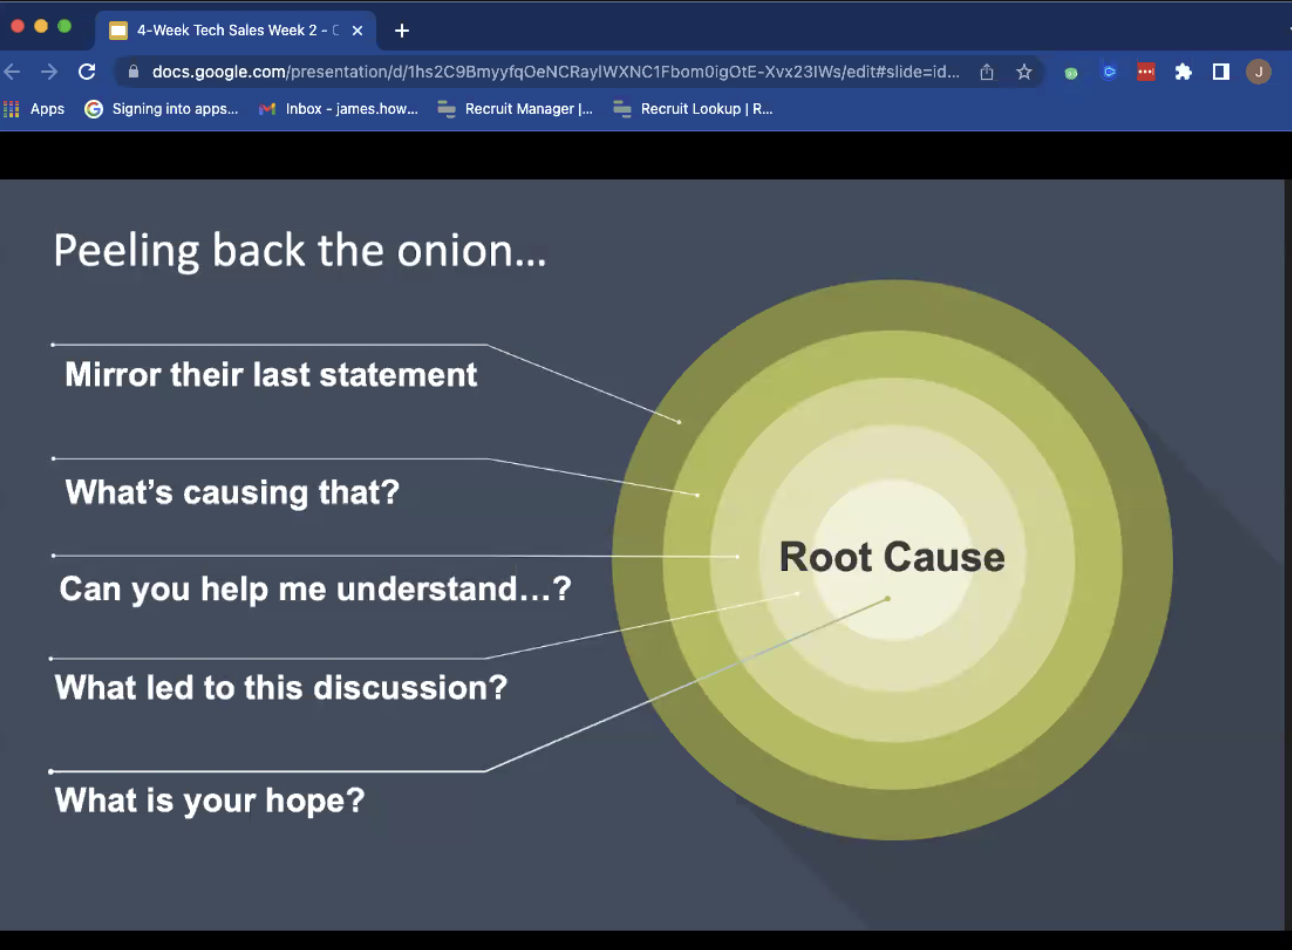 4-Week Tech Sales Week 2 - C
docs.google.com/presentation/d/1hs2C9BmyyfqOeNCRaylWXNC1Fbom0igOtE-Xvx23IWs/edit#slide=id...
J
Apps
Signing into apps...
Inbox - james.how...
Recruit Manager |...
Recruit Lookup | R...
Peeling back the onion...
Mirror their last statement
What's causing that?
Can you help me understand...?
What led to this discussion?
What is your hope?
Root Cause